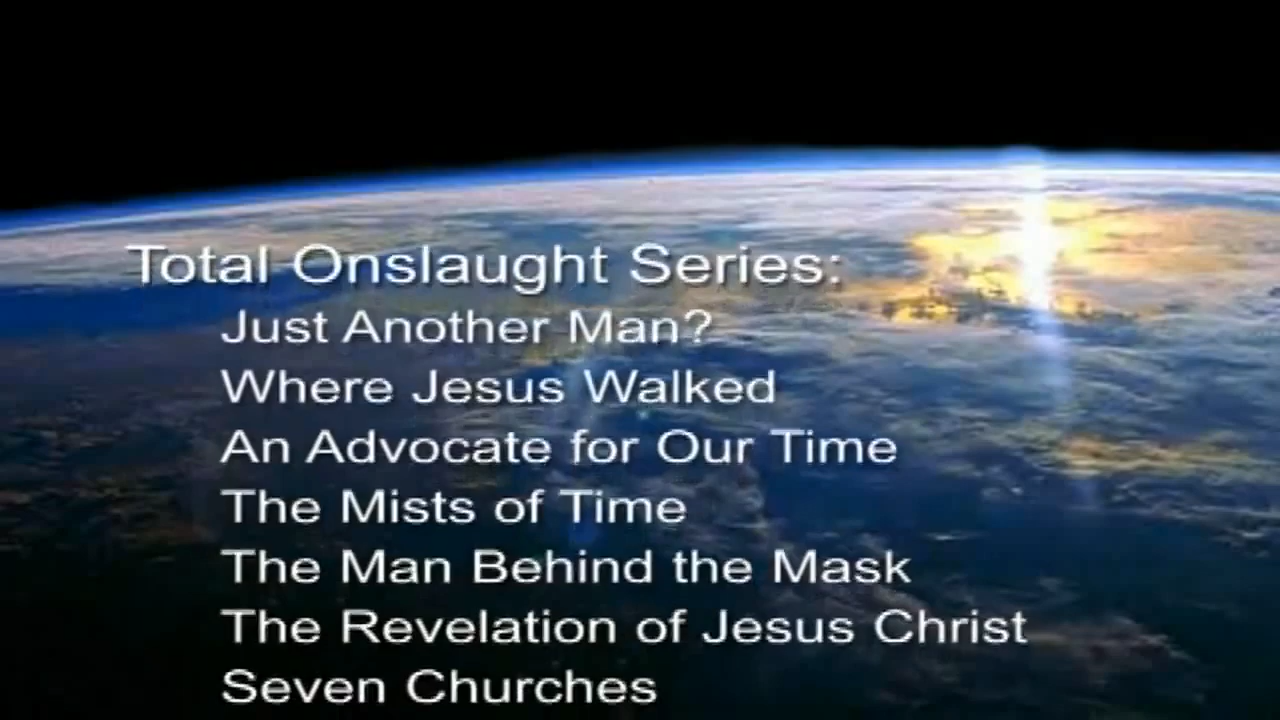 Total Onslaught Series:
Just Another Man?
Where Jesus Walked
An Advocate for Our Time
The Mists of Time
The Man Behind the Mask
The Revelation of Jesus Christ
Seven Churches